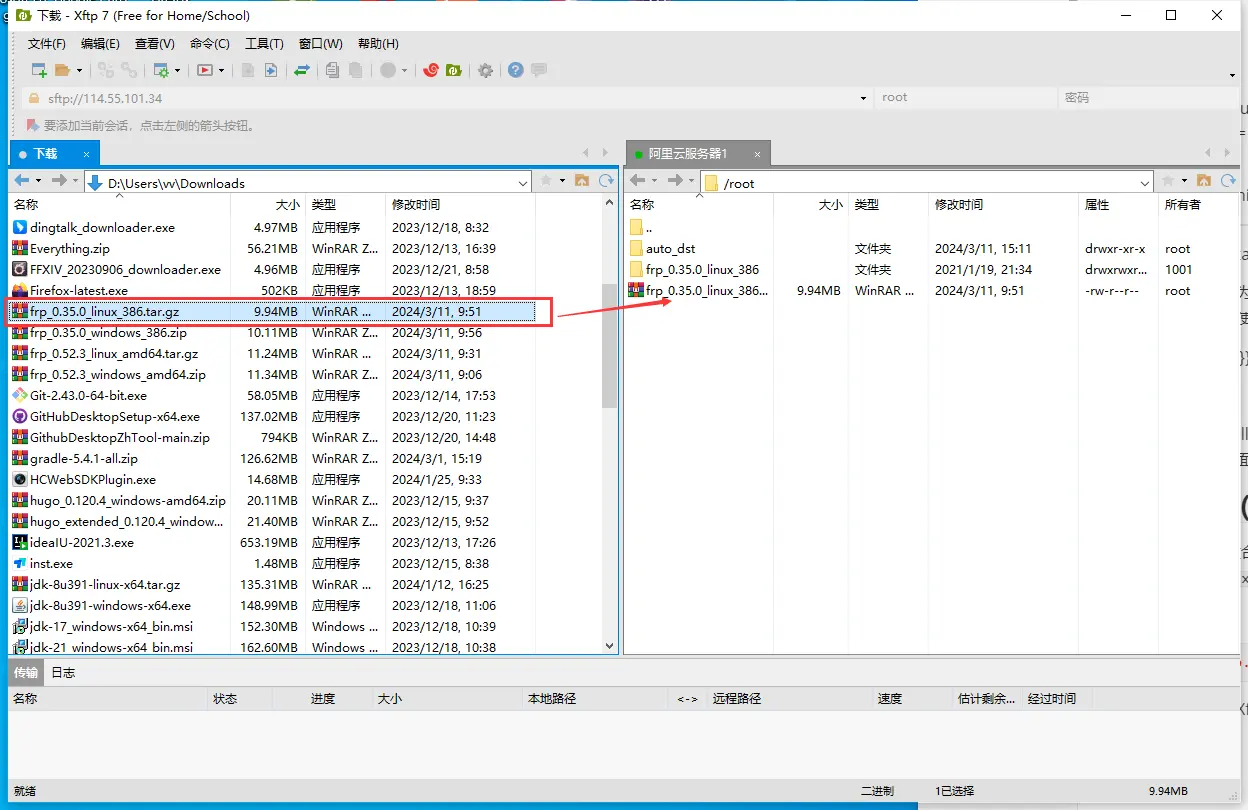 下载 - Xftp 7 (Free for Home/School)
文件(F) 编辑(E) 查看(V) 命令(C) 工具(T) 窗口(W) 帮助(H)
sftp://114.55.101.34 root 密码
要添加当前会话，点击左侧的箭头按钮。
下载 ×
D:\Users\vv\Downloads
名称 大小 类型 修改时间
dingtalk_downloader.exe 4.97MB 应用程序 2023/12/18, 8:32
Everything.zip 56.21MB WinRAR Z... 2023/12/13, 16:39
FFXIV_20230906_downloader.exe 4.96MB 应用程序 2023/12/21, 8:58
Firefox-latest.exe 502KB 应用程序 2023/12/13, 18:59
frp_0.35.0_linux_386.tar.gz 9.94MB WinRAR ... 2024/3/11, 9:51
frp_0.35.0_windows_386.zip 10.11MB WinRAR Z... 2024/3/11, 9:56
frp_0.52.3_linux_amd64.tar.gz 11.24MB WinRAR ... 2024/3/11, 9:31
frp_0.52.3_windows_amd64.zip 11.34MB WinRAR Z... 2024/3/11, 9:06
Git-2.43.0-64-bit.exe 58.05MB 应用程序 2023/12/14, 17:53
GitHubDesktopSetup-x64.exe 137.02MB 应用程序 2023/12/20, 11:23
GithubDesktopZhTool-main.zip 794KB WinRAR Z... 2023/12/20, 14:48
gradle-5.4.1-all.zip 126.62MB WinRAR Z... 2024/3/1, 15:19
HCWebSDKPlugin.exe 14.68MB 应用程序 2024/1/25, 9:33
hugo_0.120.4_windows-amd64.zip 20.11MB WinRAR Z... 2023/12/15, 9:37
hugo_extended_0.120.4_window... 21.40MB WinRAR Z... 2023/12/15, 9:52
ideaIU-2021.3.exe 653.19MB 应用程序 2023/12/13, 17:26
inst.exe 1.48MB 应用程序 2023/12/15, 8:38
jdk-8u391-linux-x64.tar.gz 135.31MB WinRAR ... 2024/1/12, 16:25
jdk-8u391-windows-x64.exe 148.99MB 应用程序 2023/12/18, 11:06
jdk-17_windows-x64_bin.msi 152.30MB Windows ... 2023/12/18, 10:39
jdk-21_windows-x64_bin.msi 162.60MB Windows ... 2023/12/18, 10:38
阿里云服务器1 ×
/root
名称 大小 类型 修改时间 属性 所有者
..
auto_dst 文件夹 2024/3/11, 15:11 drwxr-xr-x root
frp_0.35.0_linux_386 文件夹 2021/1/19, 21:34 drwxrwxr... 1001
frp_0.35.0_linux_386... 9.94MB WinRAR ... 2024/3/11, 9:51 -rw-r--r-- root
传输 日志
名称 状态 进度 大小 本地路径 <-> 远程路径 速度 估计剩余... 经过时间
就绪 二进制 1已选择 9.94MB